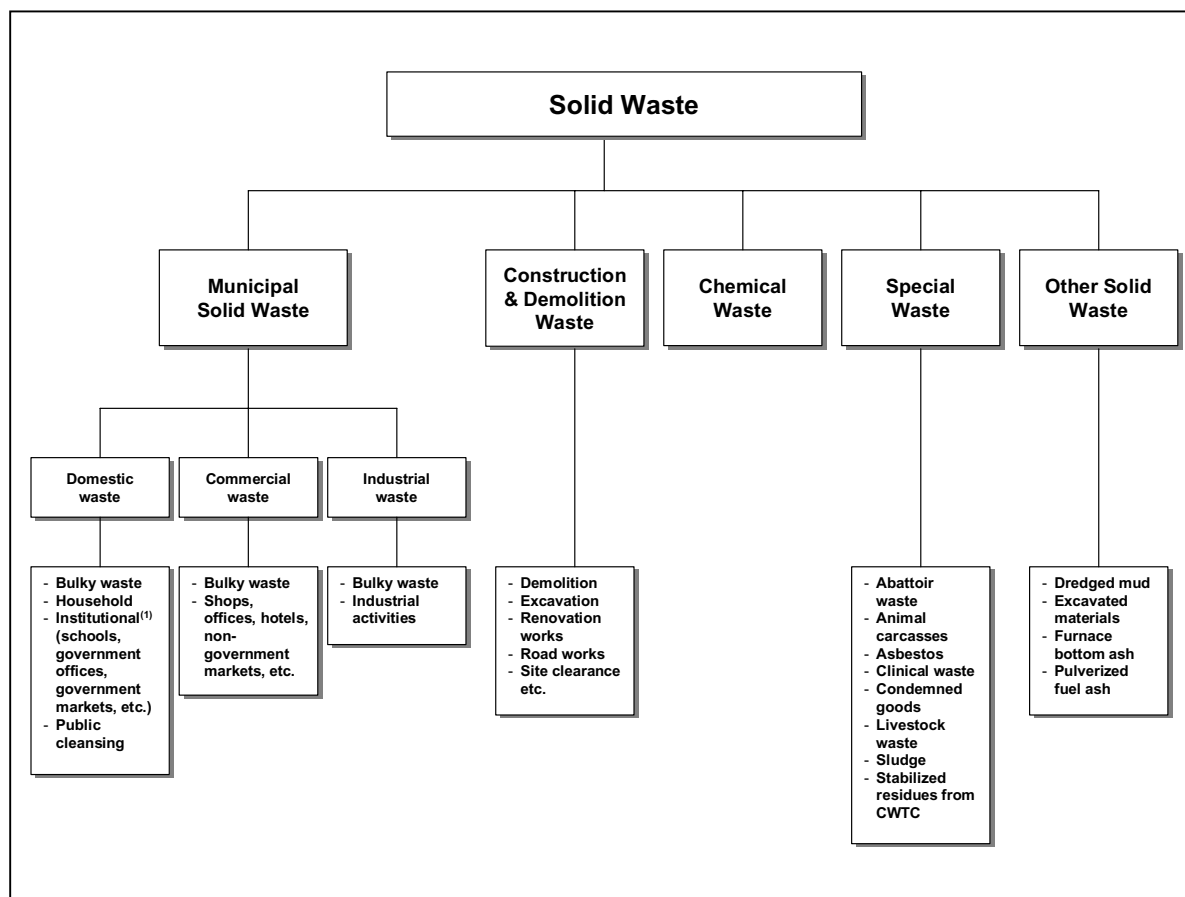 Solid Waste
Municipal
Solid Waste
Construction
& Demolition
Waste
Chemical
Waste
Special
Waste
Other Solid
Waste
Domestic
waste
Commercial
waste
Industrial
waste
- Bulky waste
- Household
- Institutional(1)
(schools,
government
offices,
government
markets, etc.)
- Public
cleansing
- Bulky waste
- Shops,
offices, hotels,
non-
government
markets, etc.
- Bulky waste
- Industrial
activities
- Demolition
- Excavation
- Renovation
works
- Road works
- Site clearance
etc.
- Abattoir
waste
- Animal
carcasses
- Asbestos
- Clinical waste
- Condemned
goods
- Livestock
waste
- Sludge
- Stabilized
residues from
CWTC
- Dredged mud
- Excavated
materials
- Furnace
bottom ash
- Pulverized
fuel ash